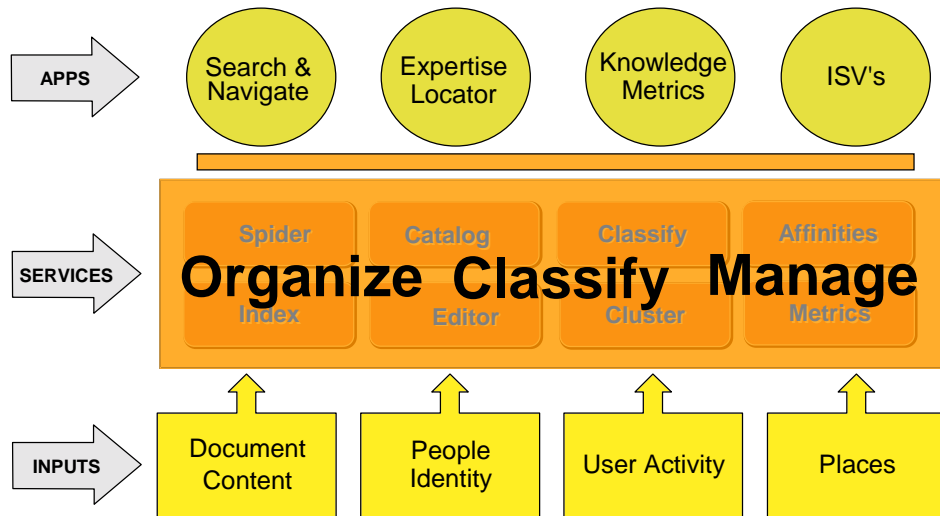 APPS
Search &
Navigate
Expertise
Locator
Knowledge
Metrics
ISV's
SERVICES
Spider
Catalog
Classify
Affinities
Organize Classify Manage
Index
Editor
Cluster
Metrics
INPUTS
Document
Content
People
Identity
User Activity
Places